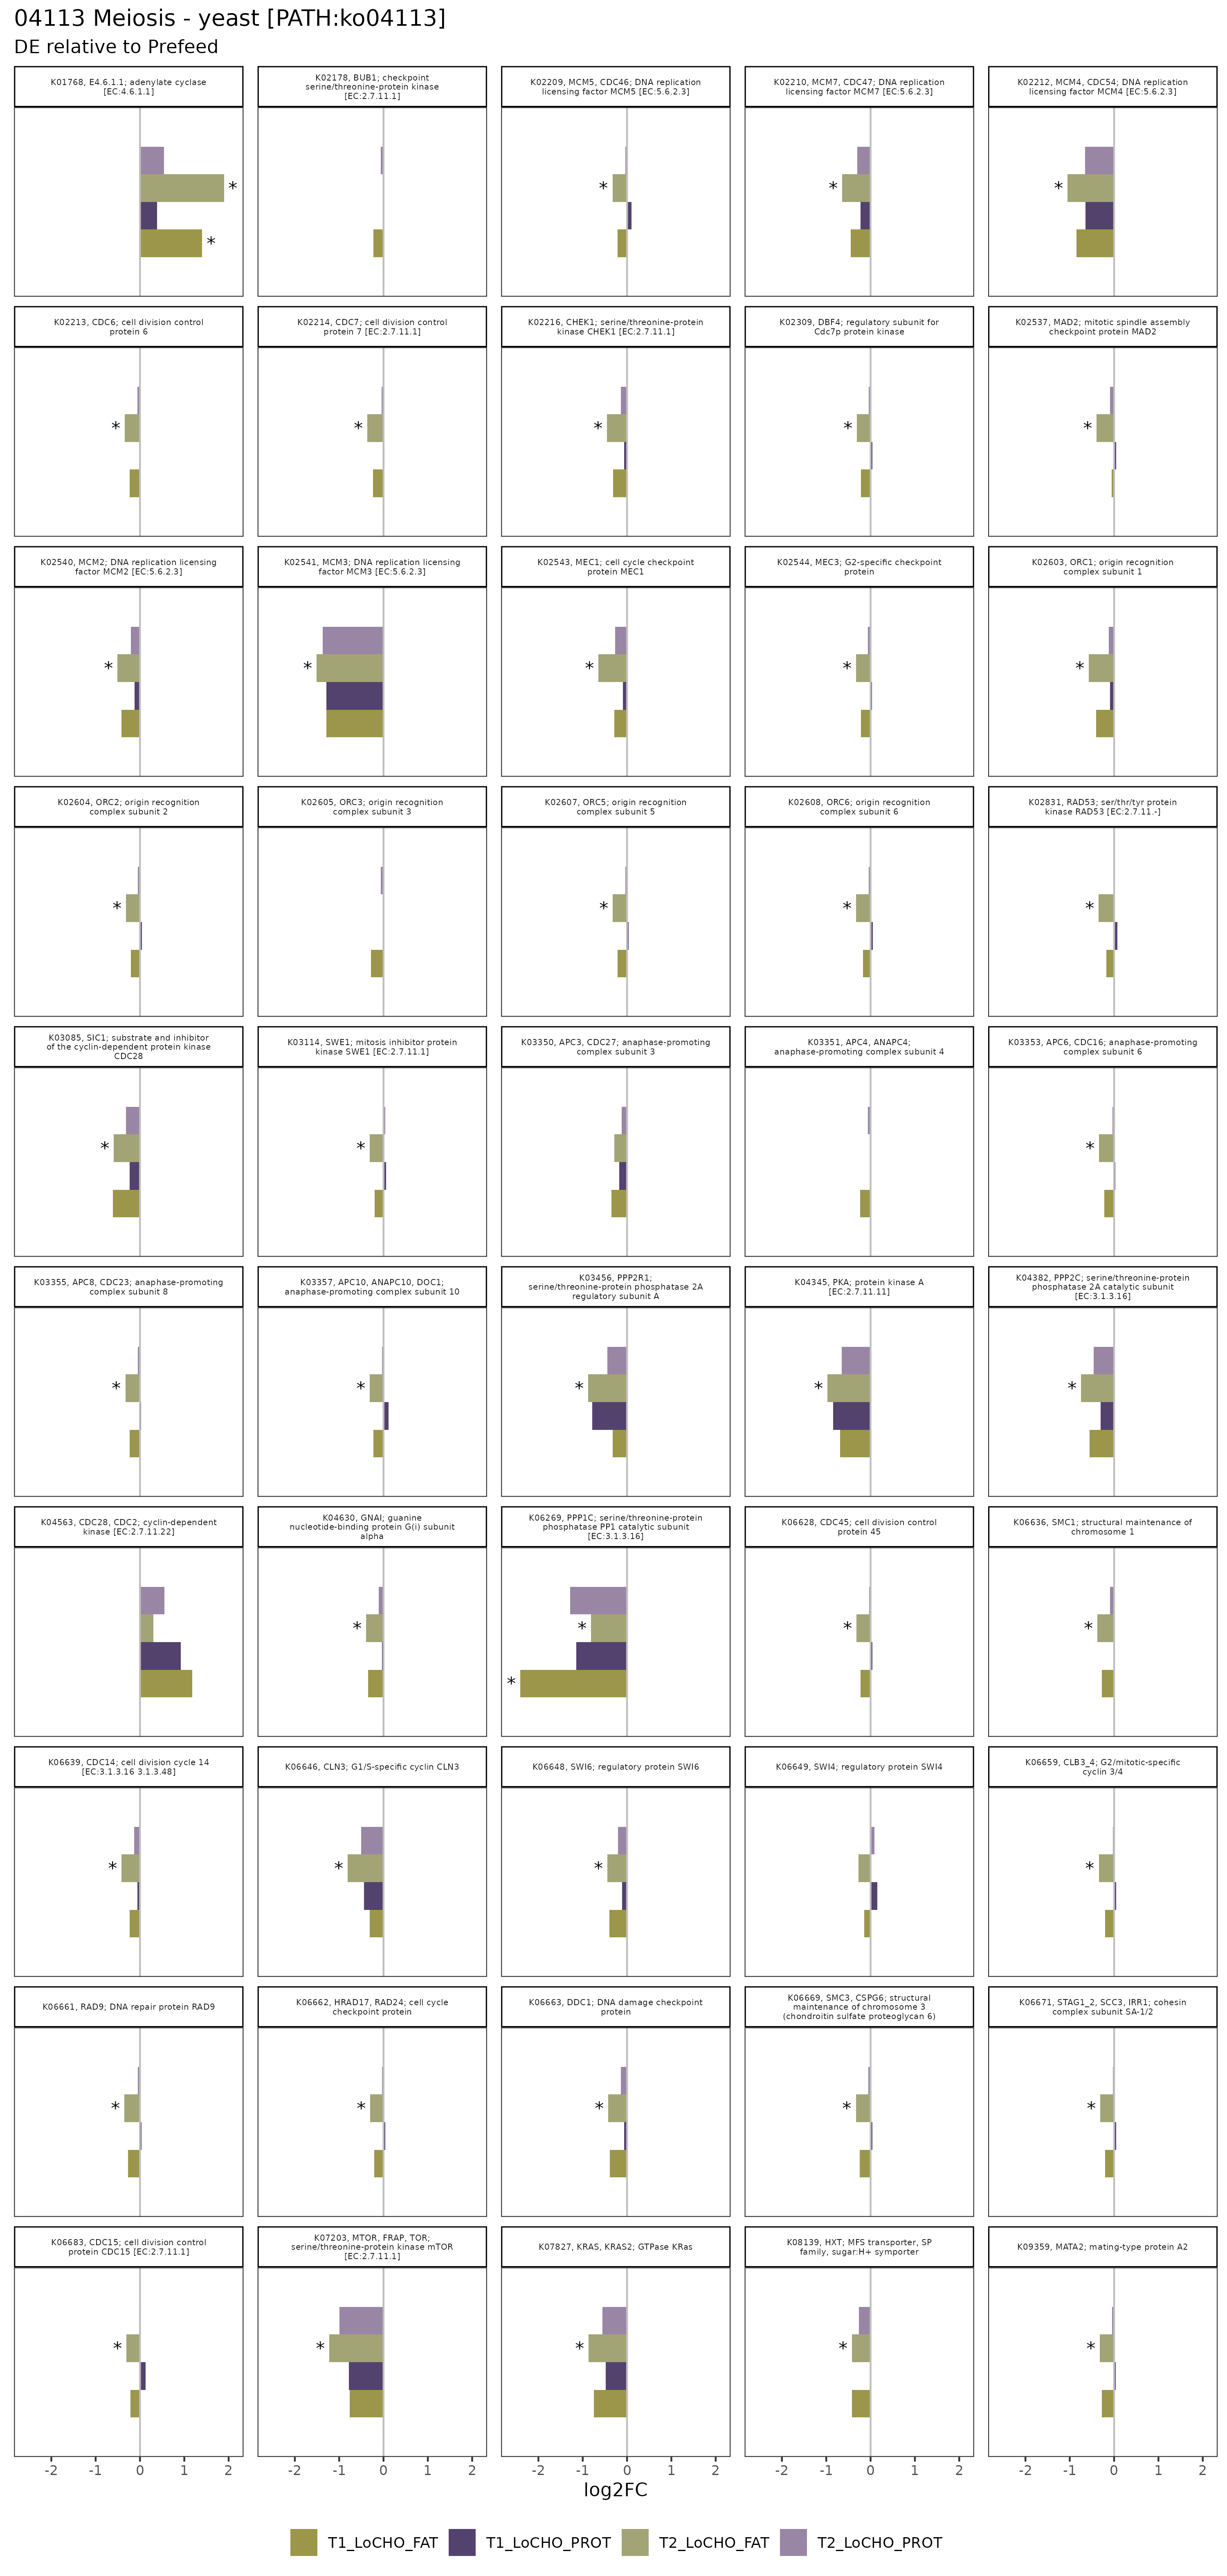 04113 Meiosis - yeast [PATH:ko04113]
DE relative to Prefeed
K01768, E4.6.1.1; adenylate cyclase
[EC:4.6.1.1]
K02178, BUB1; checkpoint
serine/threonine-protein kinase
[EC:2.7.11.1]
K02209, MCM5, CDC46; DNA replication
licensing factor MCM5 [EC:5.6.2.3]
K02210, MCM7, CDC47; DNA replication
licensing factor MCM7 [EC:5.6.2.3]
K02212, MCM4, CDC54; DNA replication
licensing factor MCM4 [EC:5.6.2.3]
*
*
*
*
*
K02213, CDC6; cell division control
protein 6
K02214, CDC7; cell division control
protein 7 [EC:2.7.11.1]
K02216, CHEK1; serine/threonine-protein
kinase CHEK1 [EC:2.7.11.1]
K02309, DBF4; regulatory subunit for
Cdc7p protein kinase
K02537, MAD2; mitotic spindle assembly
checkpoint protein MAD2
*
*
*
*
*
K02540, MCM2; DNA replication licensing
factor MCM2 [EC:5.6.2.3]
K02541, MCM3; DNA replication licensing
factor MCM3 [EC:5.6.2.3]
K02543, MEC1; cell cycle checkpoint
protein MEC1
K02544, MEC3; G2-specific checkpoint
protein
K02603, ORC1; origin recognition
complex subunit 1
*
*
*
*
*
K02604, ORC2; origin recognition
complex subunit 2
K02605, ORC3; origin recognition
complex subunit 3
K02607, ORC5; origin recognition
complex subunit 5
K02608, ORC6; origin recognition
complex subunit 6
K02831, RAD53; ser/thr/tyr protein
kinase RAD53 [EC:2.7.11.-]
*
*
*
*
K03085, SIC1; substrate and inhibitor
of the cyclin-dependent protein kinase
CDC28
K03114, SWE1; mitosis inhibitor protein
kinase SWE1 [EC:2.7.11.1]
K03350, APC3, CDC27; anaphase-promoting
complex subunit 3
K03351, APC4, ANAPC4;
anaphase-promoting complex subunit 4
K03353, APC6, CDC16; anaphase-promoting
complex subunit 6
*
*
*
K03355, APC8, CDC23; anaphase-promoting
complex subunit 8
K03357, APC10, ANAPC10, DOC1;
anaphase-promoting complex subunit 10
K03456, PPP2R1;
serine/threonine-protein phosphatase 2A
regulatory subunit A
K04345, PKA; protein kinase A
[EC:2.7.11.11]
K04382, PPP2C; serine/threonine-protein
phosphatase 2A catalytic subunit
[EC:3.1.3.16]
*
*
*
*
*
K04563, CDC28, CDC2; cyclin-dependent
kinase [EC:2.7.11.22]
K04630, GNAI; guanine
nucleotide-binding protein G(i) subunit
alpha
K06269, PPP1C; serine/threonine-protein
phosphatase PP1 catalytic subunit
[EC:3.1.3.16]
K06628, CDC45; cell division control
protein 45
K06636, SMC1; structural maintenance of
chromosome 1
*
*
*
*
*
K06639, CDC14; cell division cycle 14
[EC:3.1.3.16 3.1.3.48]
K06646, CLN3; G1/S-specific cyclin CLN3
K06648, SWI6; regulatory protein SWI6
K06649, SWI4; regulatory protein SWI4
K06659, CLB3_4; G2/mitotic-specific
cyclin 3/4
*
*
*
*
K06661, RAD9; DNA repair protein RAD9
K06662, HRAD17, RAD24; cell cycle
checkpoint protein
K06663, DDC1; DNA damage checkpoint
protein
K06669, SMC3, CSPG6; structural
maintenance of chromosome 3
(chondroitin sulfate proteoglycan 6)
K06671, STAG1_2, SCC3, IRR1; cohesin
complex subunit SA-1/2
*
*
*
*
*
K06683, CDC15; cell division control
protein CDC15 [EC:2.7.11.1]
K07203, MTOR, FRAP, TOR;
serine/threonine-protein kinase mTOR
[EC:2.7.11.1]
K07827, KRAS, KRAS2; GTPase KRas
K08139, HXT; MFS transporter, SP
family, sugar:H+ symporter
K09359, MATA2; mating-type protein A2
*
*
*
*
*
-2 -1 0 1 2
-2 -1 0 1 2
-2 -1 0 1 2
-2 -1 0 1 2
-2 -1 0 1 2
log2FC
T1_LoCHO_FAT
T1_LoCHO_PROT
T2_LoCHO_FAT
T2_LoCHO_PROT